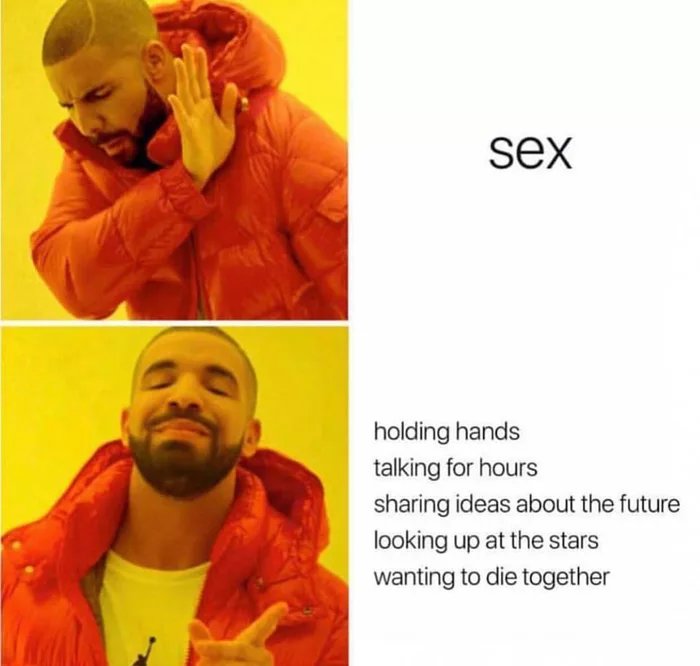 sex
holding hands
talking for hours
sharing ideas about the future
looking up at the stars
wanting to die together